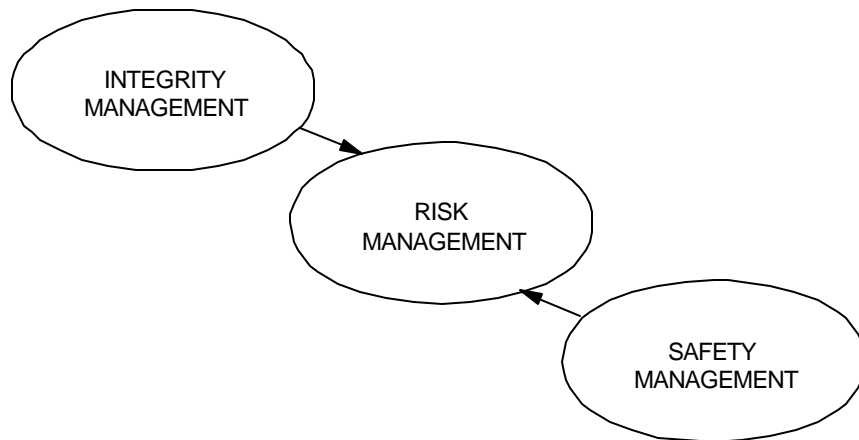 INTEGRITY
MANAGEMENT
RISK
MANAGEMENT
SAFETY
MANAGEMENT